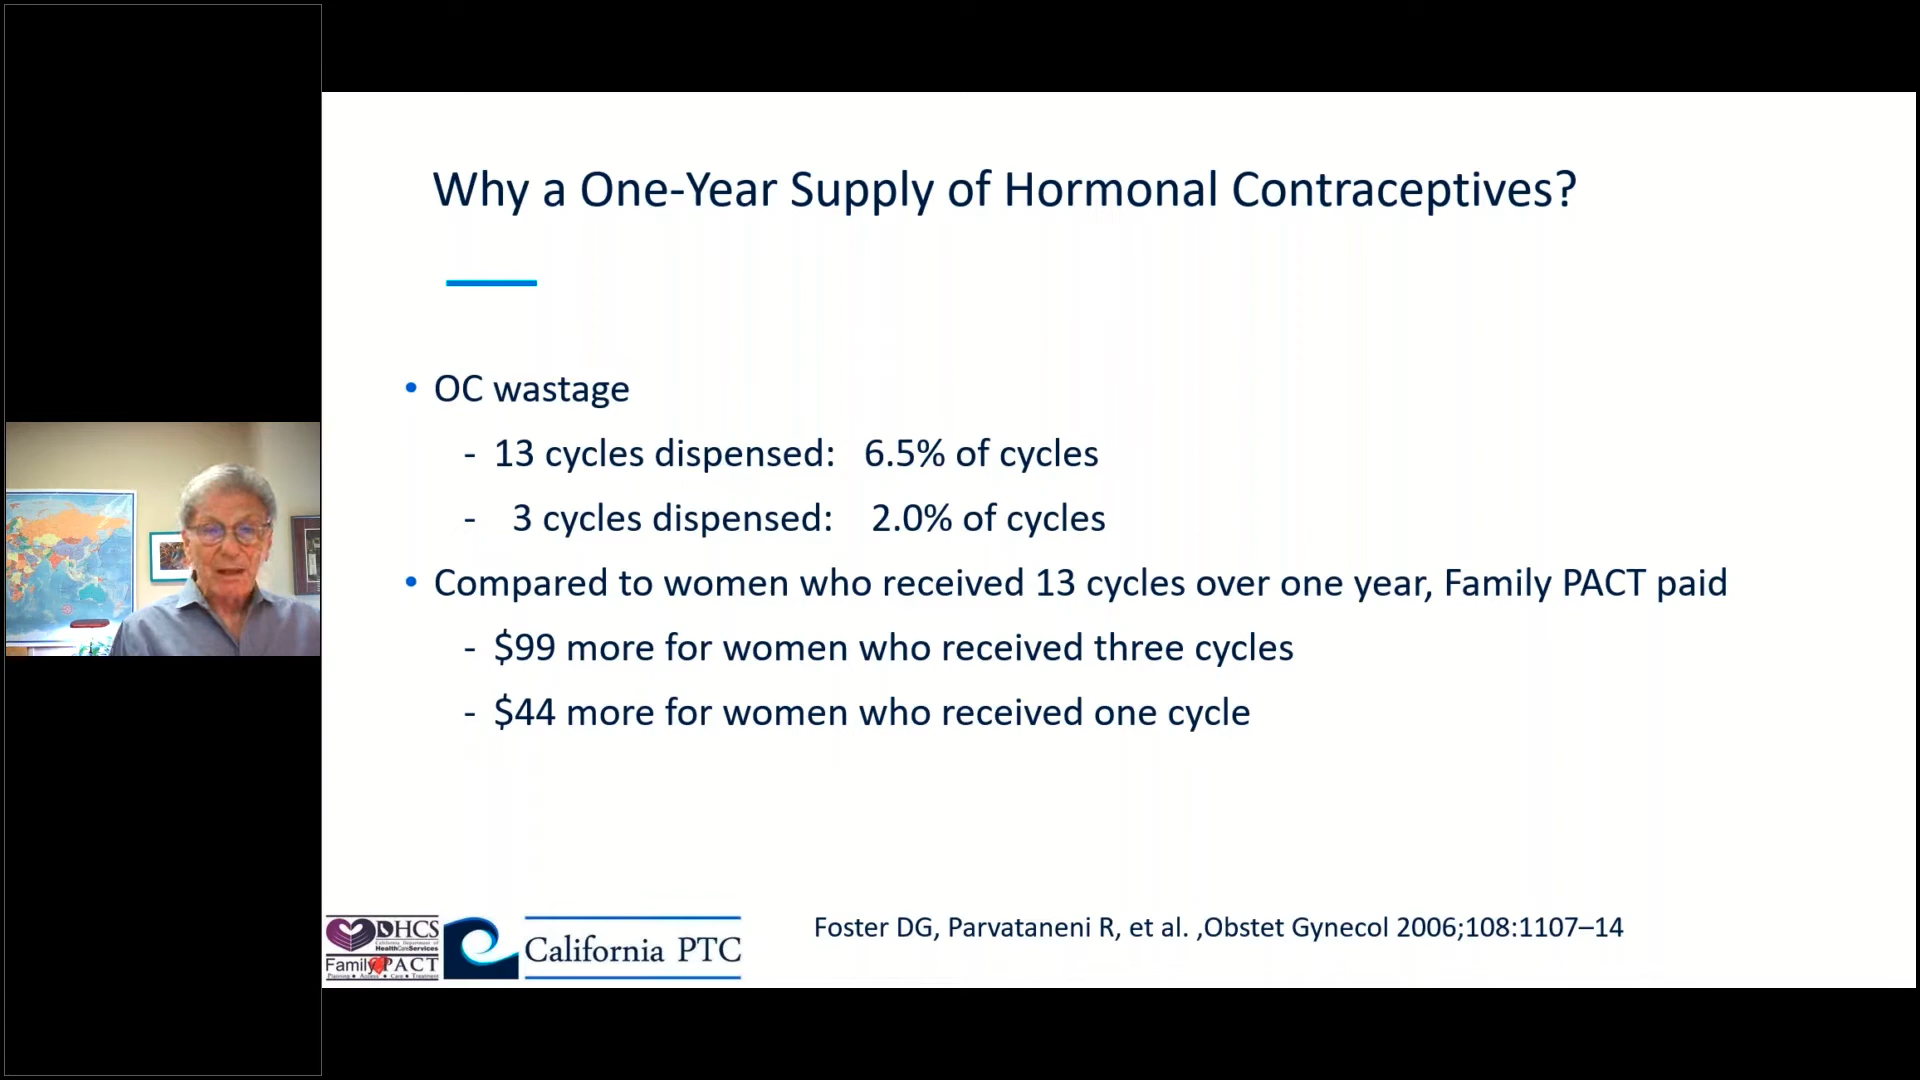 Why a One-Year Supply of Hormonal Contraceptives?
• OC wastage
- 13 cycles dispensed: 6.5% of cycles
- 3 cycles dispensed: 2.0% of cycles
• Compared to women who received 13 cycles over one year, Family PACT paid
- $99 more for women who received three cycles
- $44 more for women who received one cycle
DHCS
California Department of
HealthCareServices
Family PACT
Planning • Access • Care • Treatment
California PTC
Foster DG, Parvataneni R, et al. ,Obstet Gynecol 2006;108:1107–14